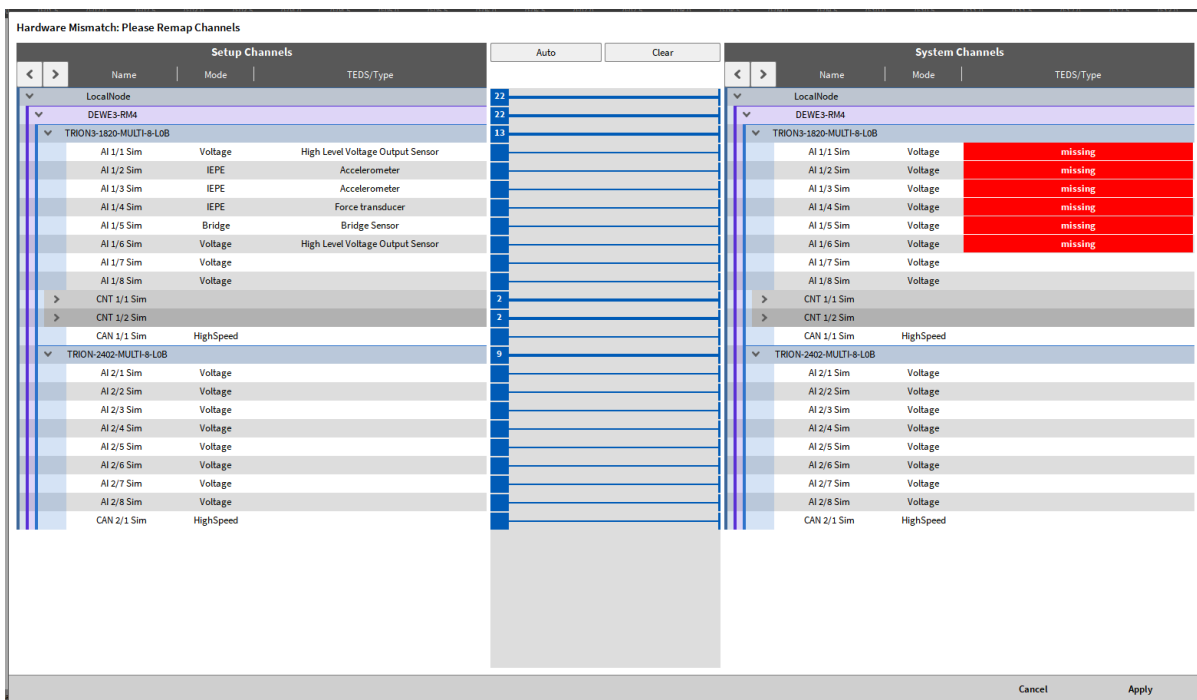 Hardware Mismatch: Please Remap Channels
Setup Channels Auto Clear System Channels
Name Mode TEDS/Type Name Mode TEDS/Type
LocalNode 22 LocalNode
DEWE3-RM4 22 DEWE3-RM4
TRION3-1820-MULTI-8-L0B 13 TRION3-1820-MULTI-8-L0B
AI 1/1 Sim Voltage High Level Voltage Output Sensor AI 1/1 Sim Voltage missing
AI 1/2 Sim IEPE Accelerometer AI 1/2 Sim Voltage missing
AI 1/3 Sim IEPE Accelerometer AI 1/3 Sim Voltage missing
AI 1/4 Sim IEPE Force transducer AI 1/4 Sim Voltage missing
AI 1/5 Sim Bridge Bridge Sensor AI 1/5 Sim Voltage missing
AI 1/6 Sim Voltage High Level Voltage Output Sensor AI 1/6 Sim Voltage missing
AI 1/7 Sim Voltage AI 1/7 Sim Voltage
AI 1/8 Sim Voltage AI 1/8 Sim Voltage
CNT 1/1 Sim 2 CNT 1/1 Sim
CNT 1/2 Sim 2 CNT 1/2 Sim
CAN 1/1 Sim HighSpeed CAN 1/1 Sim HighSpeed
TRION-2402-MULTI-8-L0B 9 TRION-2402-MULTI-8-L0B
AI 2/1 Sim Voltage AI 2/1 Sim Voltage
AI 2/2 Sim Voltage AI 2/2 Sim Voltage
AI 2/3 Sim Voltage AI 2/3 Sim Voltage
AI 2/4 Sim Voltage AI 2/4 Sim Voltage
AI 2/5 Sim Voltage AI 2/5 Sim Voltage
AI 2/6 Sim Voltage AI 2/6 Sim Voltage
AI 2/7 Sim Voltage AI 2/7 Sim Voltage
AI 2/8 Sim Voltage AI 2/8 Sim Voltage
CAN 2/1 Sim HighSpeed CAN 2/1 Sim HighSpeed
Cancel Apply